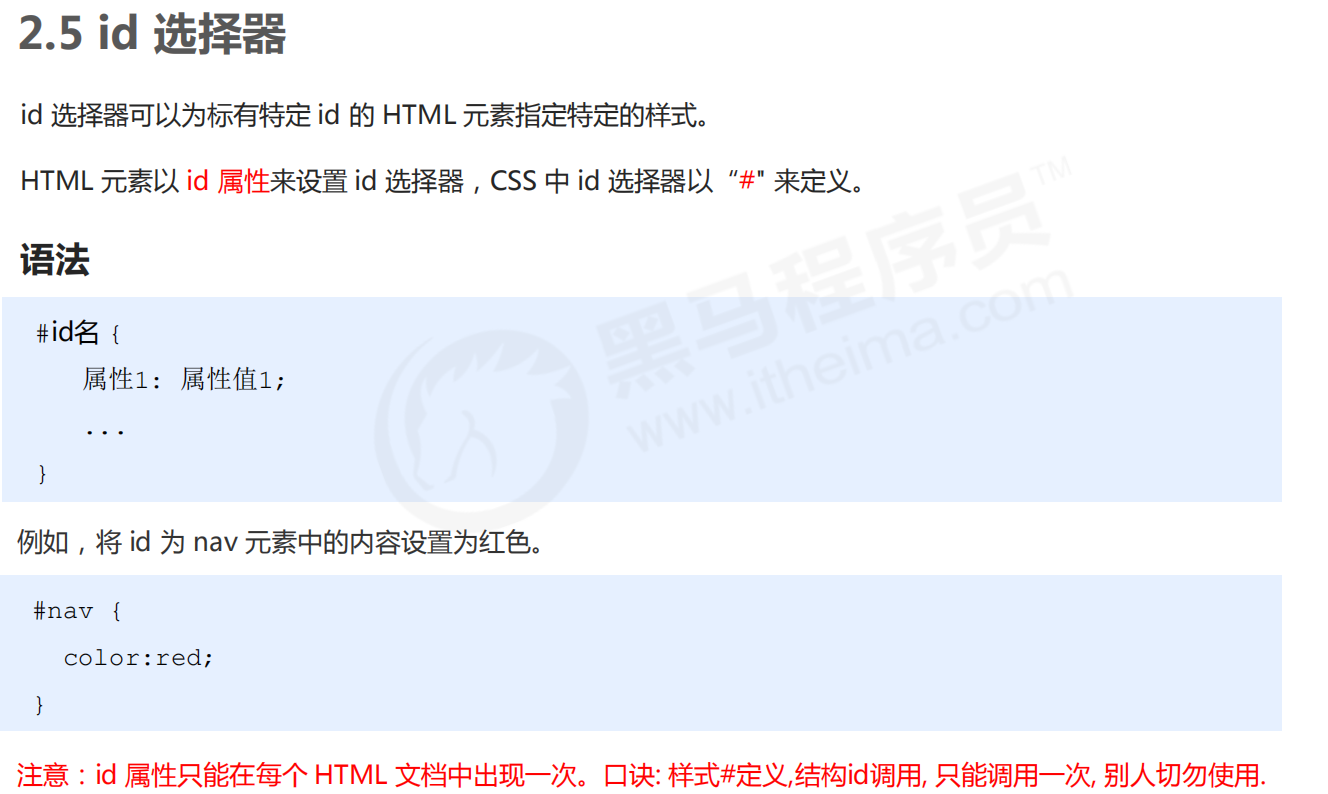 2.5 id 选择器
id 选择器可以为标有特定 id 的 HTML 元素指定特定的样式。
HTML 元素以 id 属性来设置 id 选择器，CSS 中 id 选择器以“#" 来定义。
语法
#id名 {
属性1: 属性值1;
...
}
例如，将 id 为 nav 元素中的内容设置为红色。
#nav {
color:red;
}
注意：id 属性只能在每个 HTML 文档中出现一次。口诀: 样式#定义,结构id调用, 只能调用一次, 别人切勿使用.
黑马程序员™
www.itheima.com